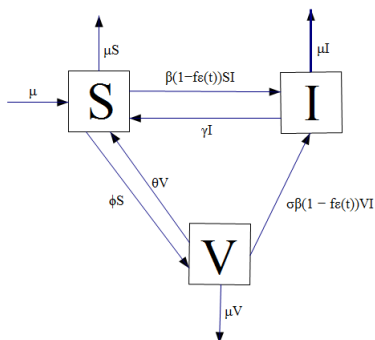 μS
μI
β(1-fε(t))SI
μ
S
I
γI
θV
ϕS
σβ(1 - fε(t))VI
V
μV